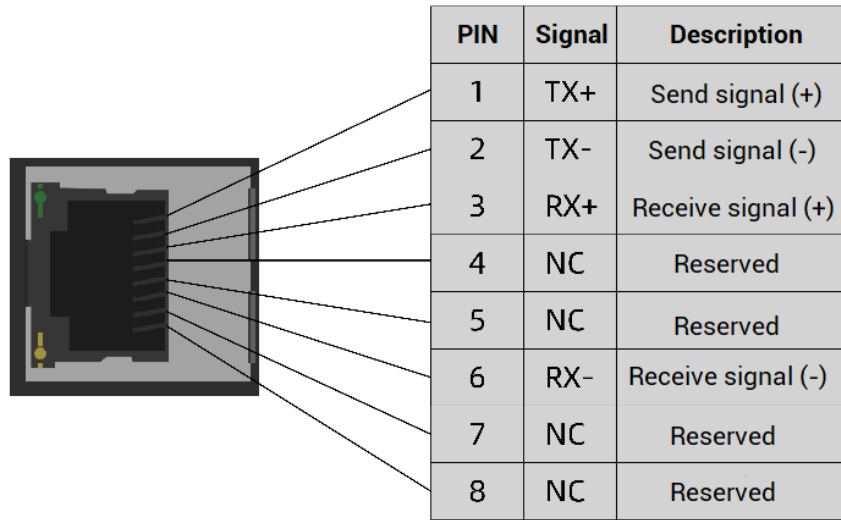 PIN Signal Description
1 TX+ Send signal (+)
2 TX- Send signal (-)
3 RX+ Receive signal (+)
4 NC Reserved
5 NC Reserved
6 RX- Receive signal (-)
7 NC Reserved
8 NC Reserved